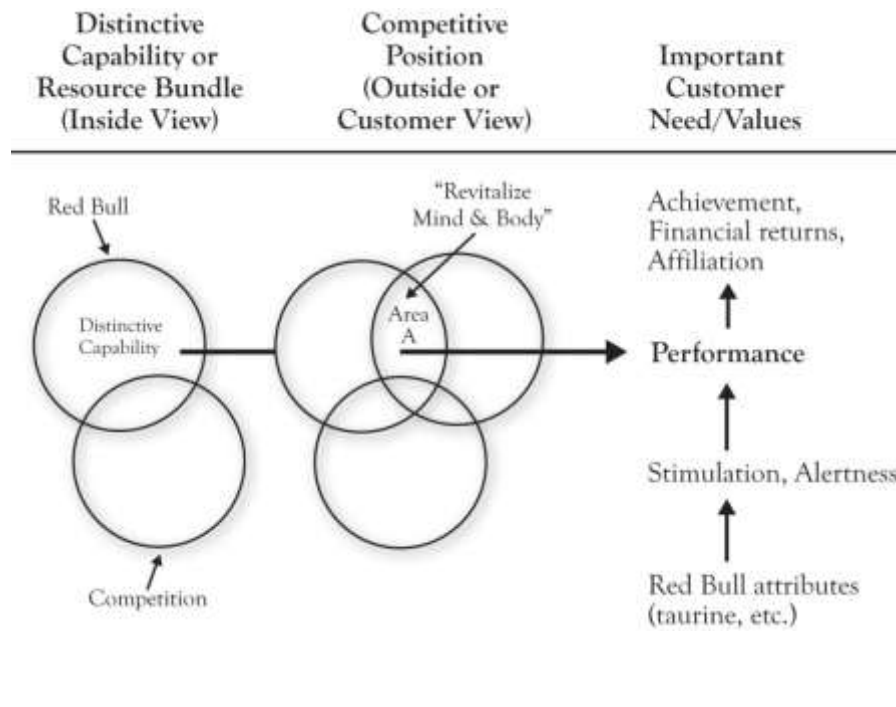 Distinctive
Capability or
Resource Bundle
(Inside View)
Competitive
Position
(Outside or
Customer View)
Important
Customer
Need/Values
Red Bull
Distinctive
Capability
Competition
“Revitalize
Mind & Body”
Area
A
Achievement,
Financial returns,
Affiliation
Performance
Stimulation, Alertness
Red Bull attributes
(taurine, etc.)